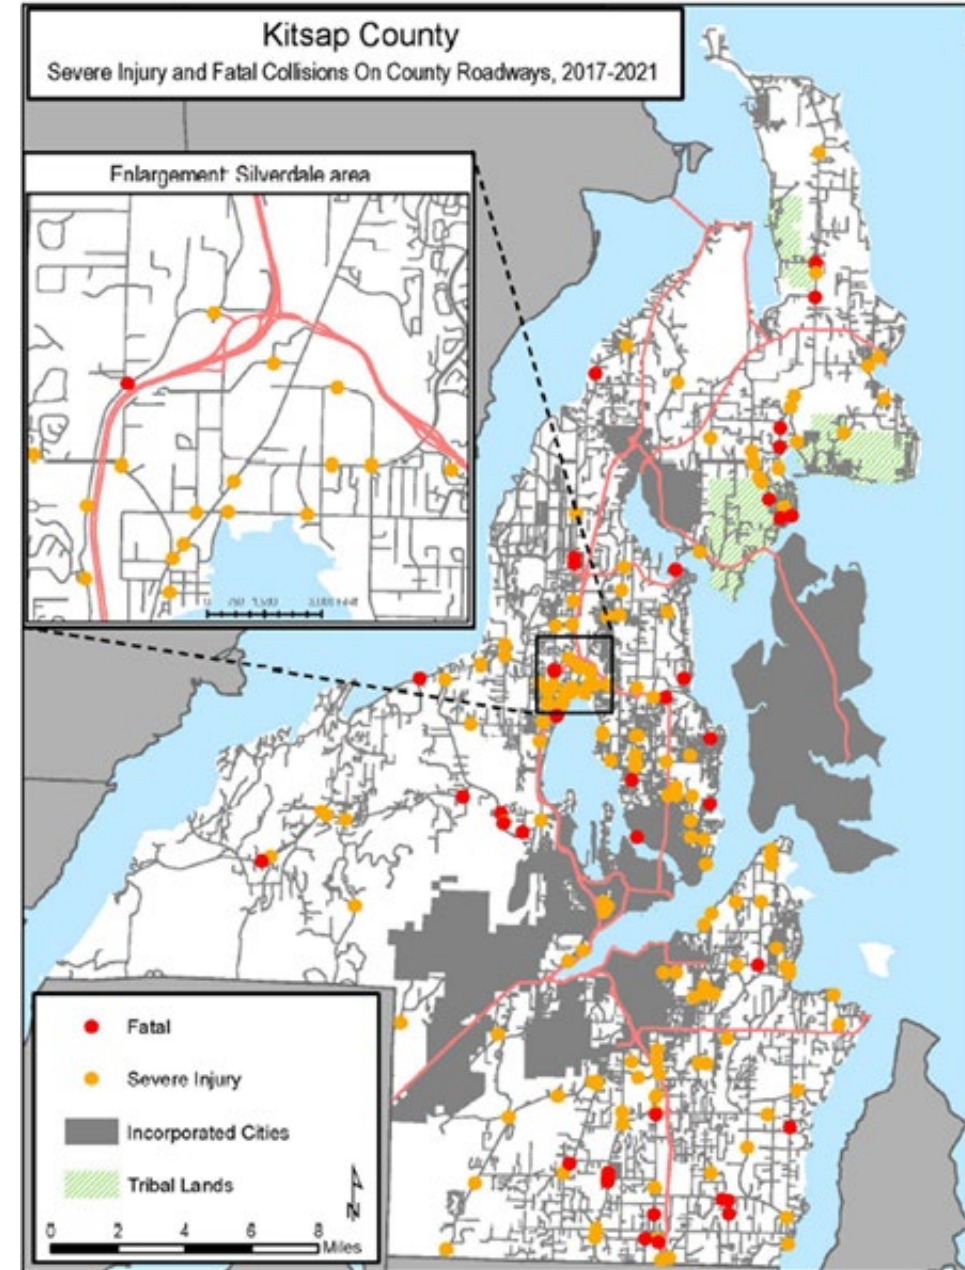 Kitsap County
Severe Injury and Fatal Collisions On County Roadways, 2017-2021
Enlargement: Silverdale area
Fatal
Severe Injury
Incorporated Cities
Tribal Lands
N
0 2 4 6 8
Miles